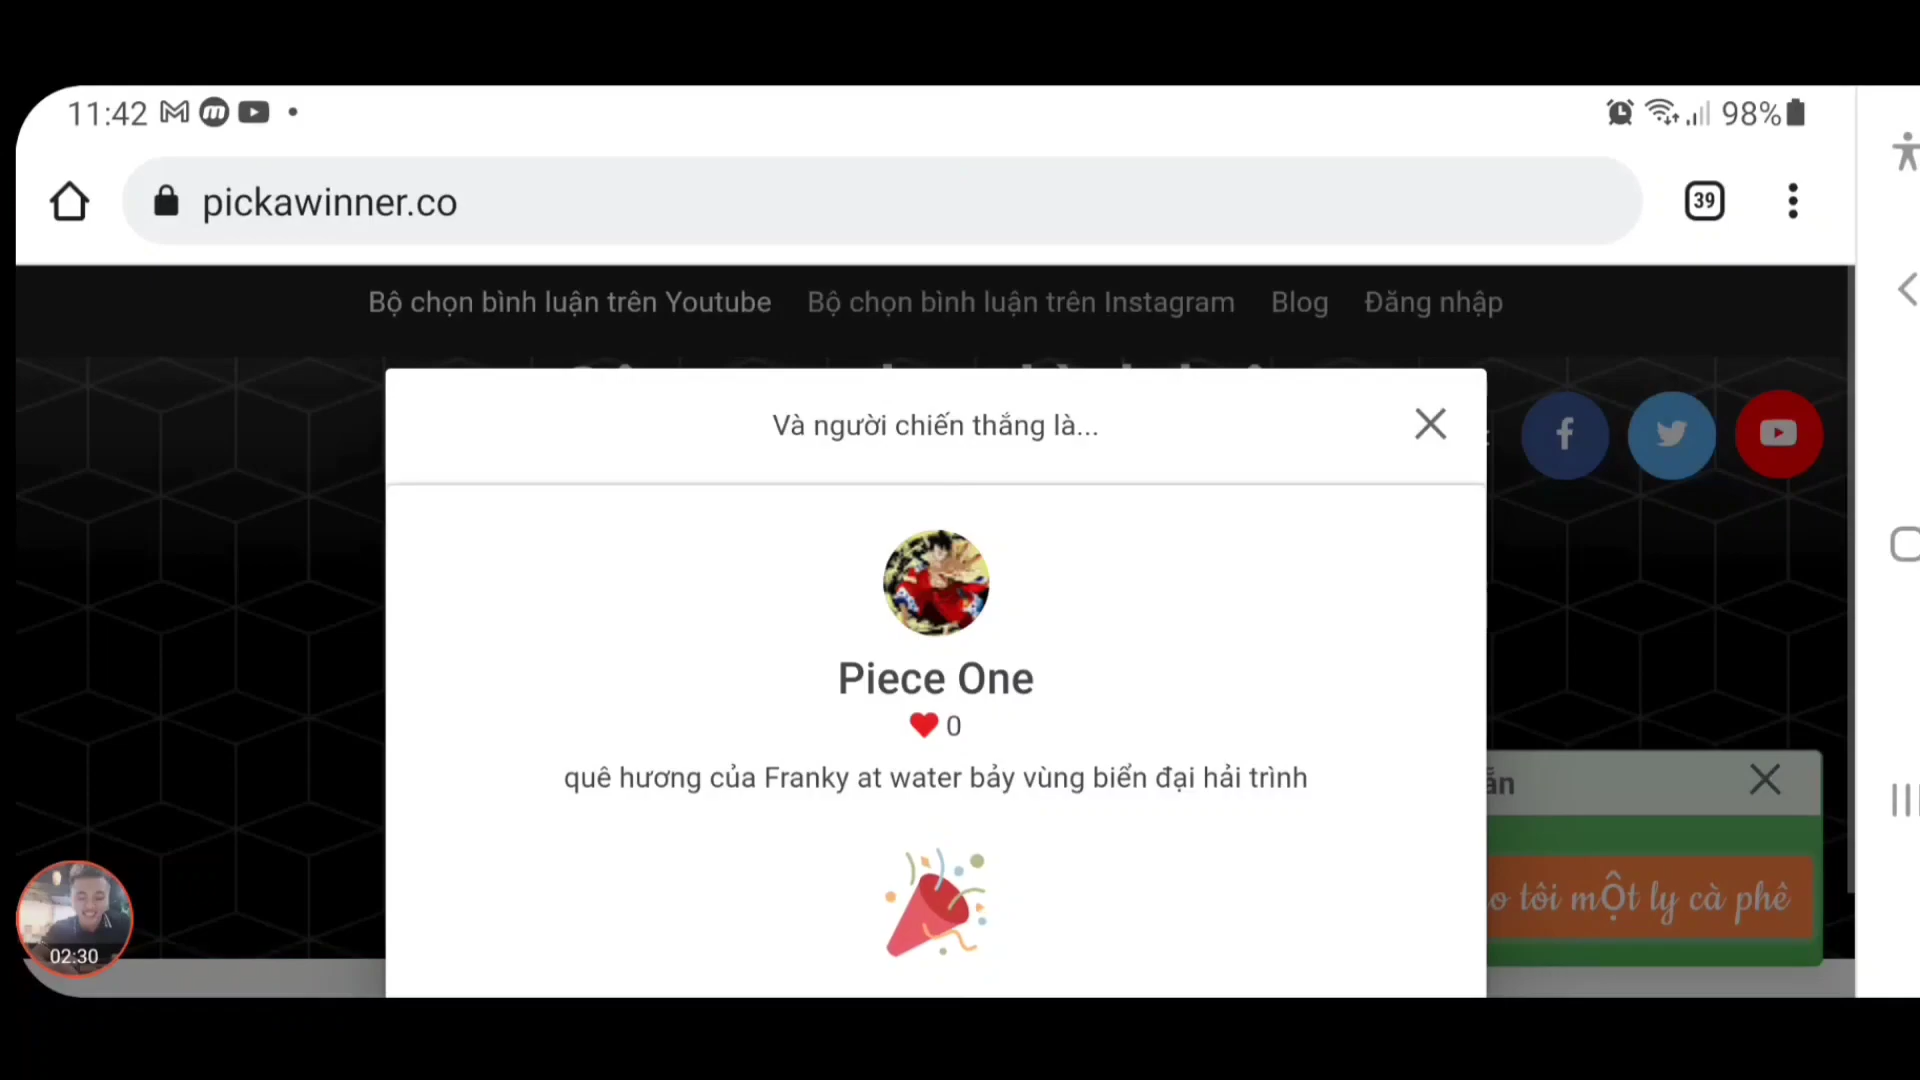 11:42
98%
pickawinner.co
39
Bộ chọn bình luận trên Youtube Bộ chọn bình luận trên Instagram Blog Đăng nhập
Và người chiến thắng là...
Piece One
0
quê hương của Franky at water bảy vùng biển đại hải trình
tôi mỘt ly cà phê
02:30